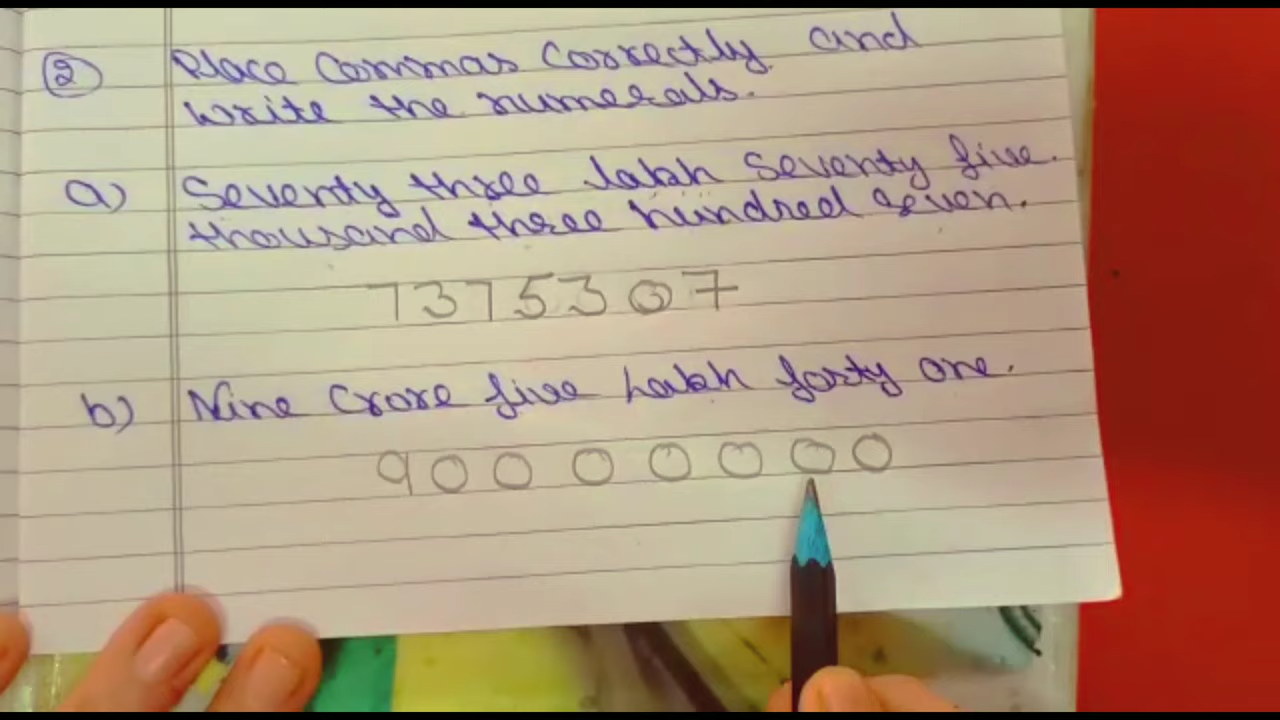 2 Place Commas Correctly and
write the numerals.
a) Seventy three lakh seventy five.
thousand three hundred seven.
7375307
b) Nine Crore five Lakh forty one.
90000000